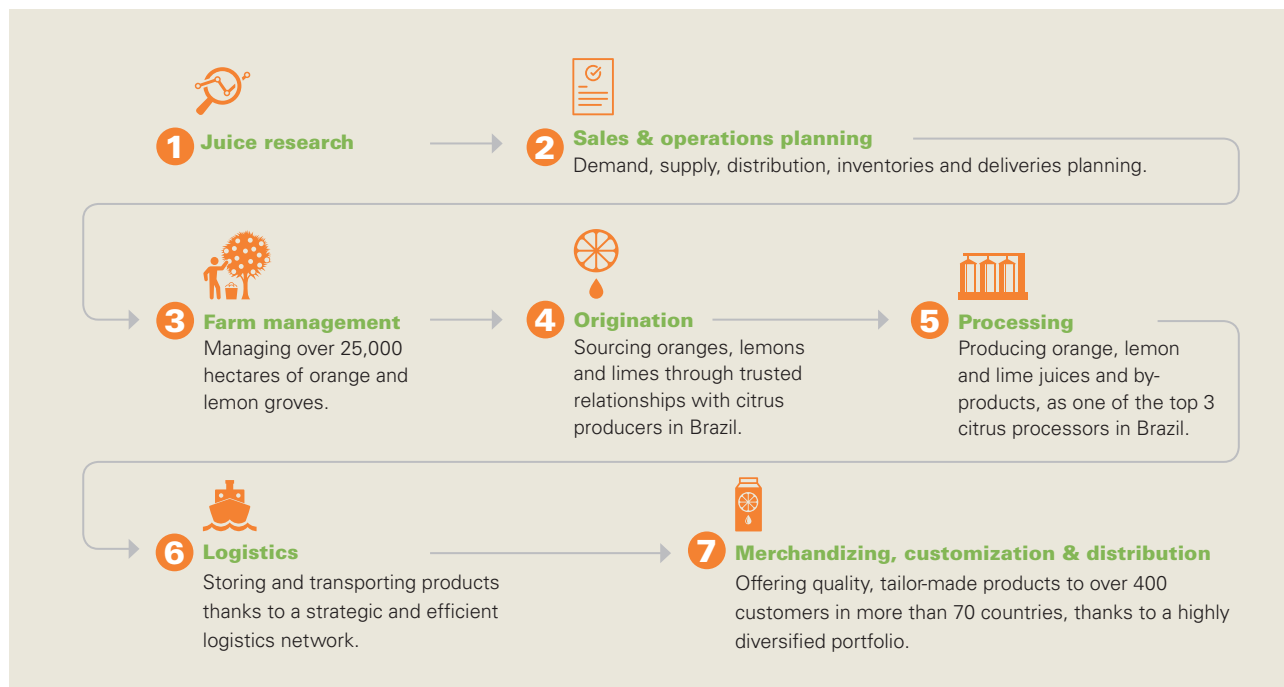 1 Juice research
2 Sales & operations planning
Demand, supply, distribution, inventories and deliveries planning.
3 Farm management
Managing over 25,000
hectares of orange and
lemon groves.
4 Origination
Sourcing oranges, lemons
and limes through trusted
relationships with citrus
producers in Brazil.
5 Processing
Producing orange, lemon
and lime juices and by-
products, as one of the top 3
citrus processors in Brazil.
6 Logistics
Storing and transporting products
thanks to a strategic and efficient
logistics network.
7 Merchandizing, customization & distribution
Offering quality, tailor-made products to over 400
customers in more than 70 countries, thanks to a highly
diversified portfolio.